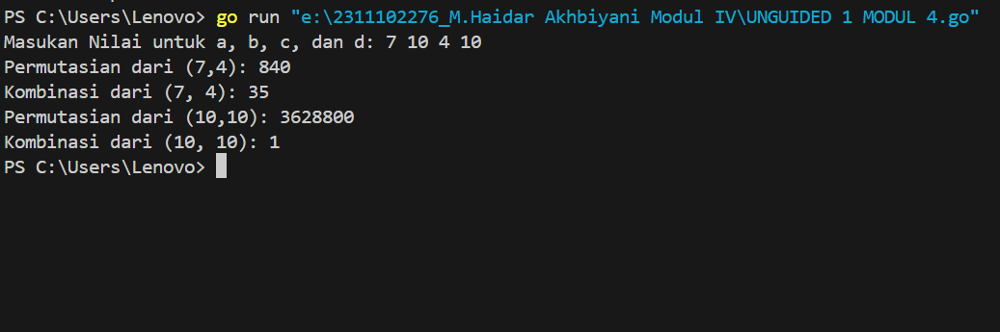 PS C:\Users\Lenovo> go run "e:\2311102276_M.Haidar Akhbiyani Modul IV\UNGUIDED 1 MODUL 4.go"
Masukan Nilai untuk a, b, c, dan d: 7 10 4 10
Permutasian dari (7,4): 840
Kombinasi dari (7, 4): 35
Permutasian dari (10,10): 3628800
Kombinasi dari (10, 10): 1
PS C:\Users\Lenovo>